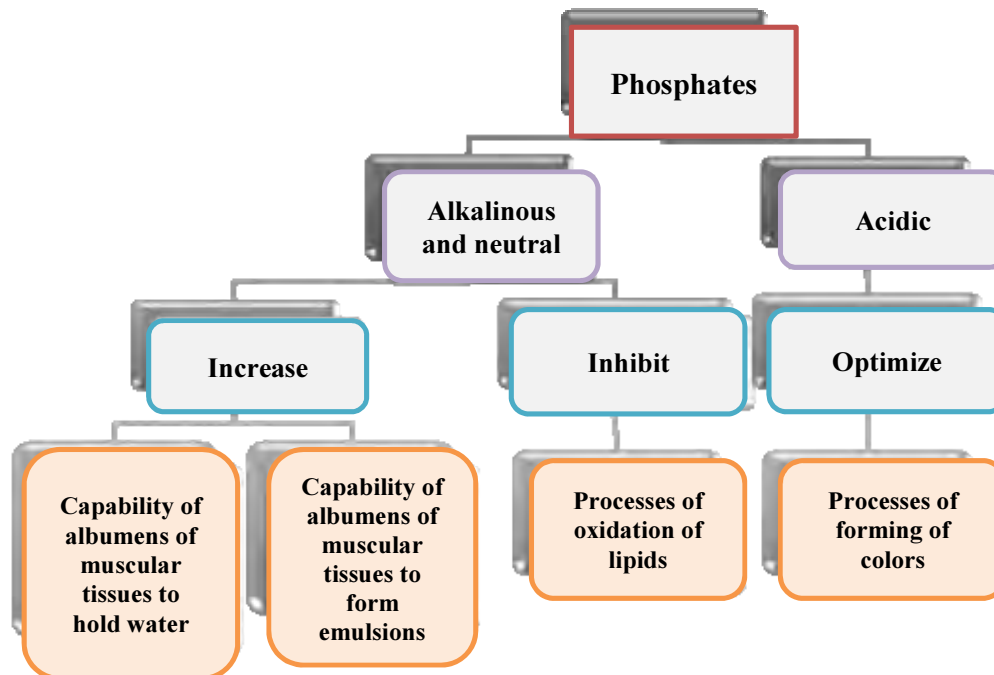 Phosphates
Alkalinous
and neutral
Acidic
Increase
Inhibit
Optimize
Capability of
albumens of
muscular
tissues to
hold water
Capability of
albumens of
muscular
tissues to
form
emulsions
Processes of
oxidation of
lipids
Processes of
forming of
colors